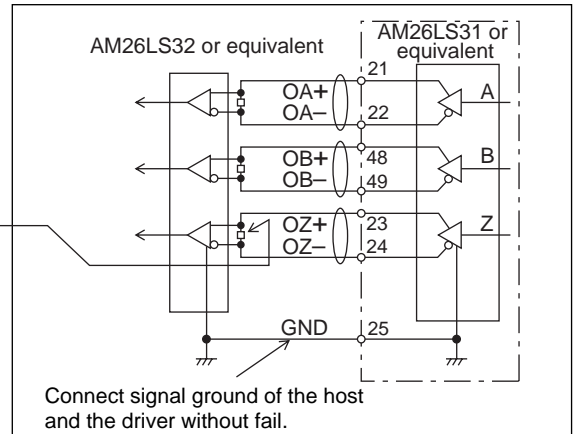 AM26LS32 or equivalent
AM26LS31 or
equivalent
21
OA+
OA–
22
A
OB+
48
OB–
49
B
OZ+
23
OZ–
24
Z
GND
25
Connect signal ground of the host
and the driver without fail.